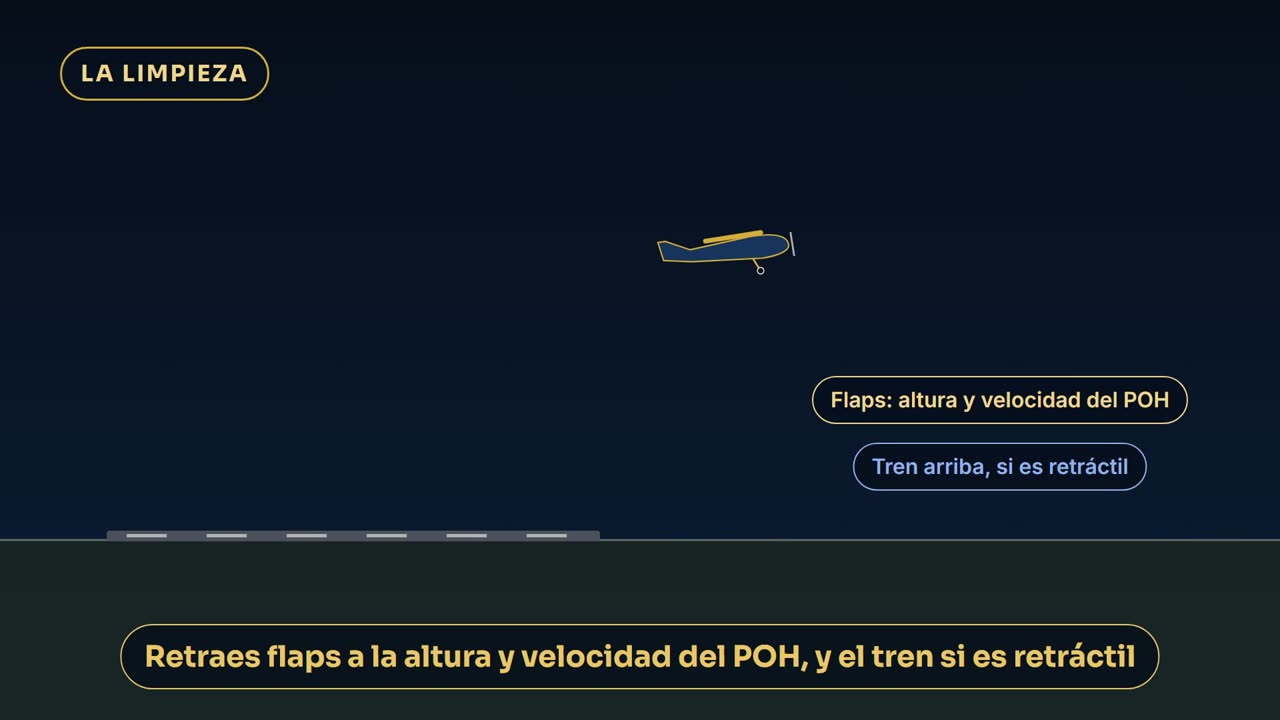 LA LIMPIEZA
Flaps: altura y velocidad del POH
Tren arriba, si es retráctil
Retraes flaps a la altura y velocidad del POH, y el tren si es retráctil